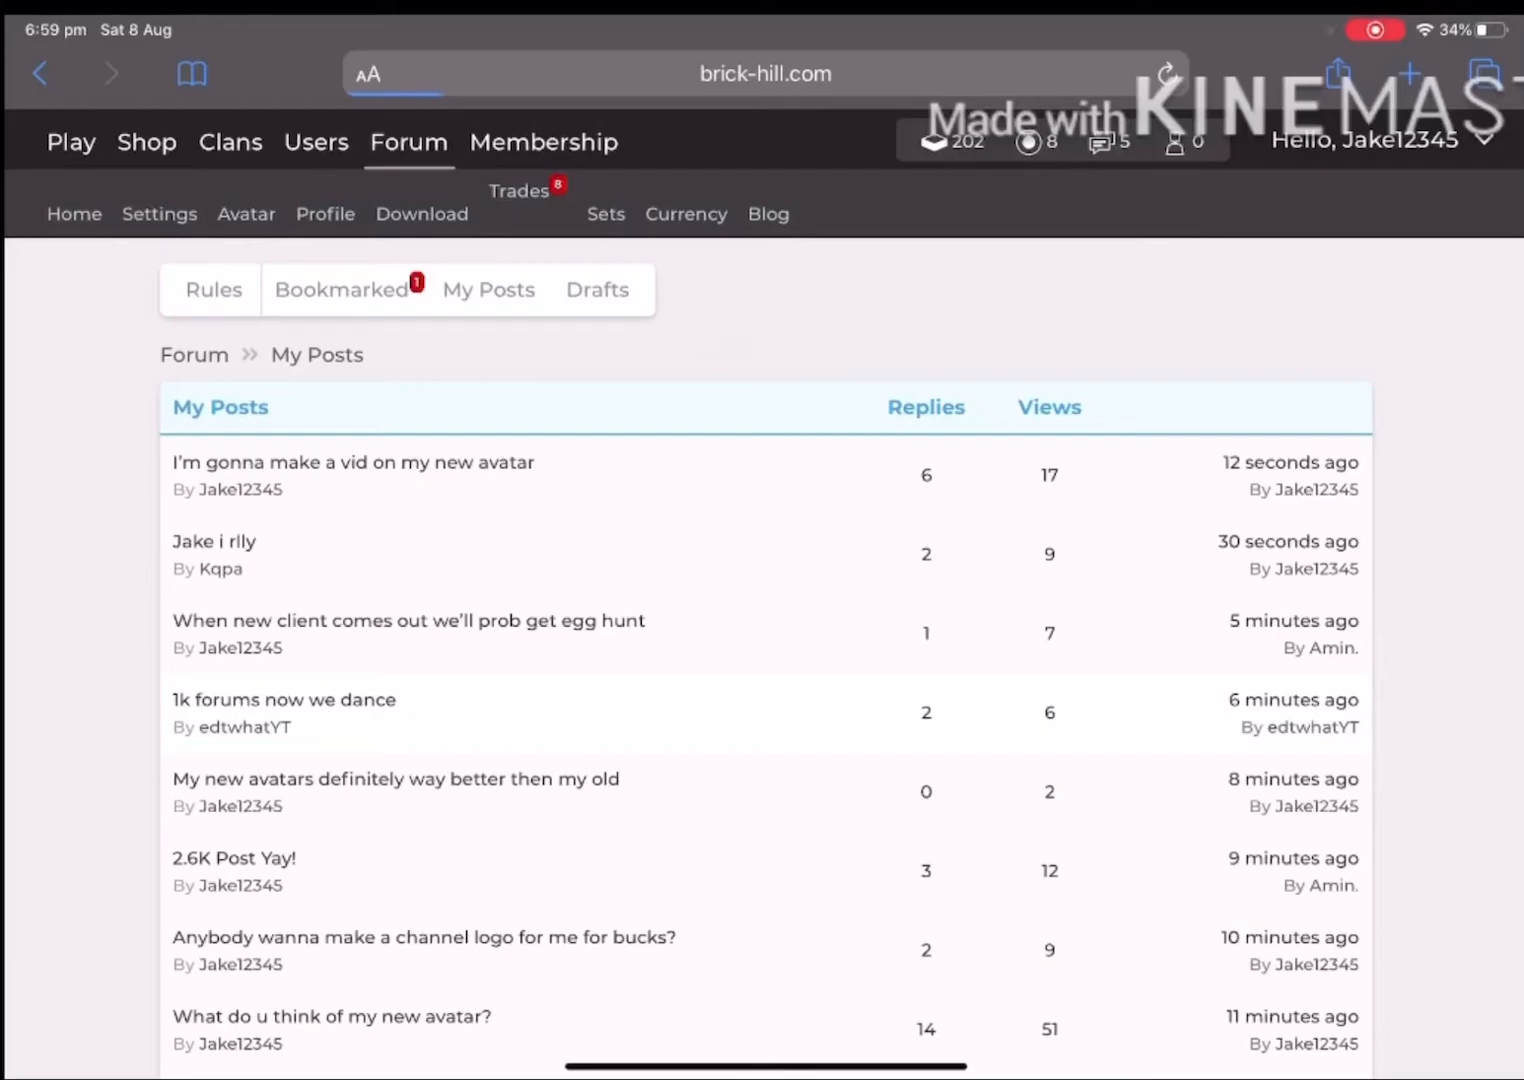 6:59 pm Sat 8 Aug
34%
AA brick-hill.com
Made with KINEMAS
Play Shop Clans Users Forum Membership
202 8 5 0 Hello, Jake12345
Trades 8
Home Settings Avatar Profile Download Sets Currency Blog
Rules Bookmarked 1 My Posts Drafts
Forum >> My Posts
My Posts Replies Views
I'm gonna make a vid on my new avatar 6 17 12 seconds ago
By Jake12345 By Jake12345
Jake i rlly 2 9 30 seconds ago
By Kqpa By Jake12345
When new client comes out we'll prob get egg hunt 1 7 5 minutes ago
By Jake12345 By Amin.
1k forums now we dance 2 6 6 minutes ago
By edtwhatYT By edtwhatYT
My new avatars definitely way better then my old 0 2 8 minutes ago
By Jake12345 By Jake12345
2.6K Post Yay! 3 12 9 minutes ago
By Jake12345 By Amin.
Anybody wanna make a channel logo for me for bucks? 2 9 10 minutes ago
By Jake12345 By Jake12345
What do u think of my new avatar? 14 51 11 minutes ago
By Jake12345 By Jake12345